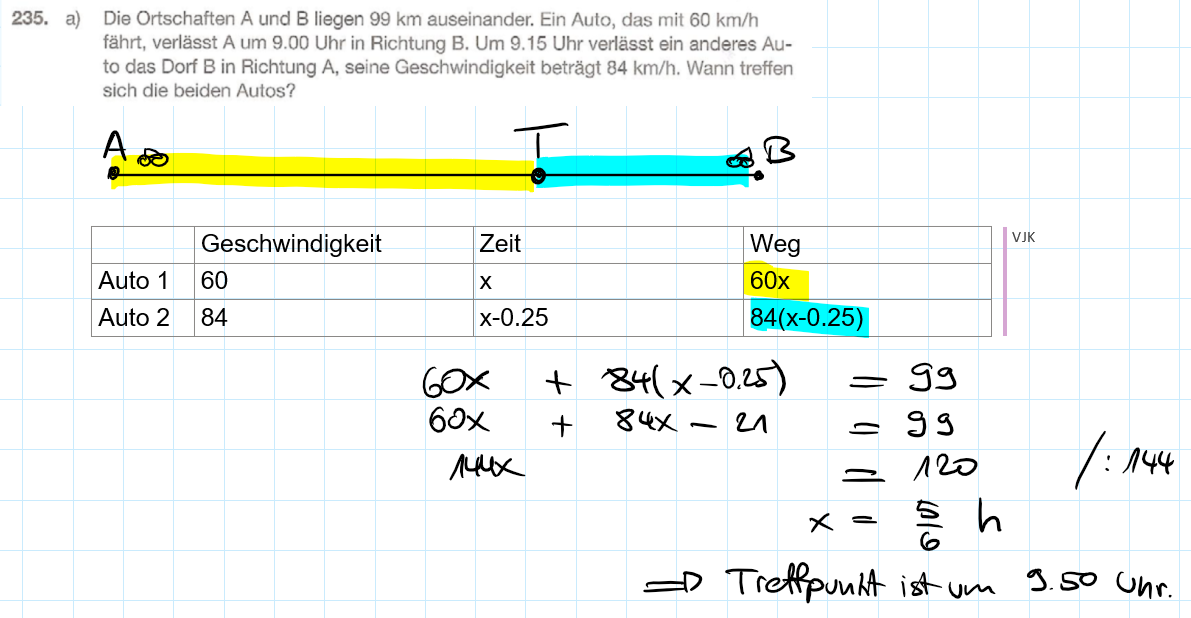 235. a) Die Ortschaften A und B liegen 99 km auseinander. Ein Auto, das mit 60 km/h
fährt, verlässt A um 9.00 Uhr in Richtung B. Um 9.15 Uhr verlässt ein anderes Au-
to das Dorf B in Richtung A, seine Geschwindigkeit beträgt 84 km/h. Wann treffen
sich die beiden Autos?
A T B
Geschwindigkeit Zeit Weg VJK
Auto 1 60 x 60x
Auto 2 84 x-0.25 84(x-0.25)
60x + 84(x-0.25) = 99
60x + 84x - 21 = 99
144x = 120 /:144
x = 5/6 h
=> Treffpunkt ist um 9.50 Uhr.